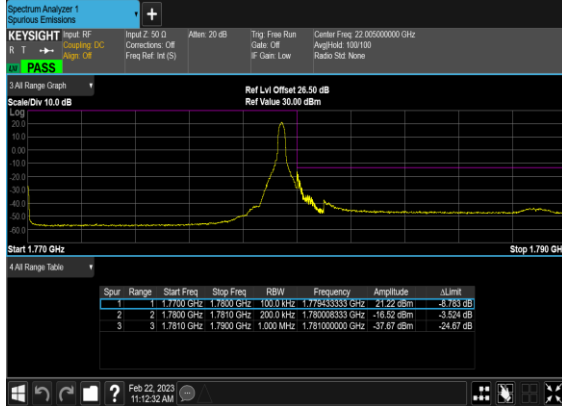 Spectrum Analyzer 1
Spurious Emissions
+
KEYSIGHT Input: RF Input Z: 50 Ω Atten: 20 dB Trig: Free Run Center Freq: 22.005000000 GHz
R T Coupling: DC Corrections: Off Gate: Off Avg|Hold: 100/100
Align: Off Freq Ref: Int (S) IF Gain: Low Radio Std: None
PASS
3 All Range Graph Ref Lvl Offset 26.50 dB
Scale/Div 10.0 dB Ref Value 30.00 dBm
Log
20.0
10.0
0.00
-10.0
-20.0
-30.0
-40.0
-50.0
-60.0
Start 1.770 GHz Stop 1.790 GH
4 All Range Table
Spur Range Start Freq Stop Freq RBW Frequency Amplitude ΔLimit
1 1 1.7700 GHz 1.7800 GHz 100.0 kHz 1.779433333 GHz 21.22 dBm -8.783 dB
2 2 1.7800 GHz 1.7810 GHz 200.0 kHz 1.780008333 GHz -16.52 dBm -3.524 dB
3 3 1.7810 GHz 1.7900 GHz 1.000 MHz 1.781000000 GHz -37.67 dBm -24.67 dB
? Feb 22, 2023
11:12:32 AM